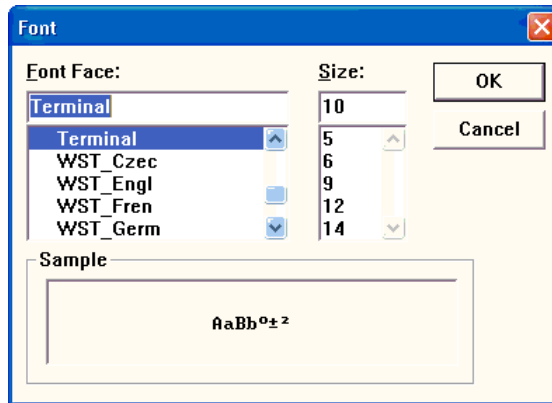 Font
Font Face:
Terminal
Terminal
WST_Czec
WST_Engl
WST_Fren
WST_Germ
Size:
10
5
6
9
12
14
OK
Cancel
Sample
AaBbº±²